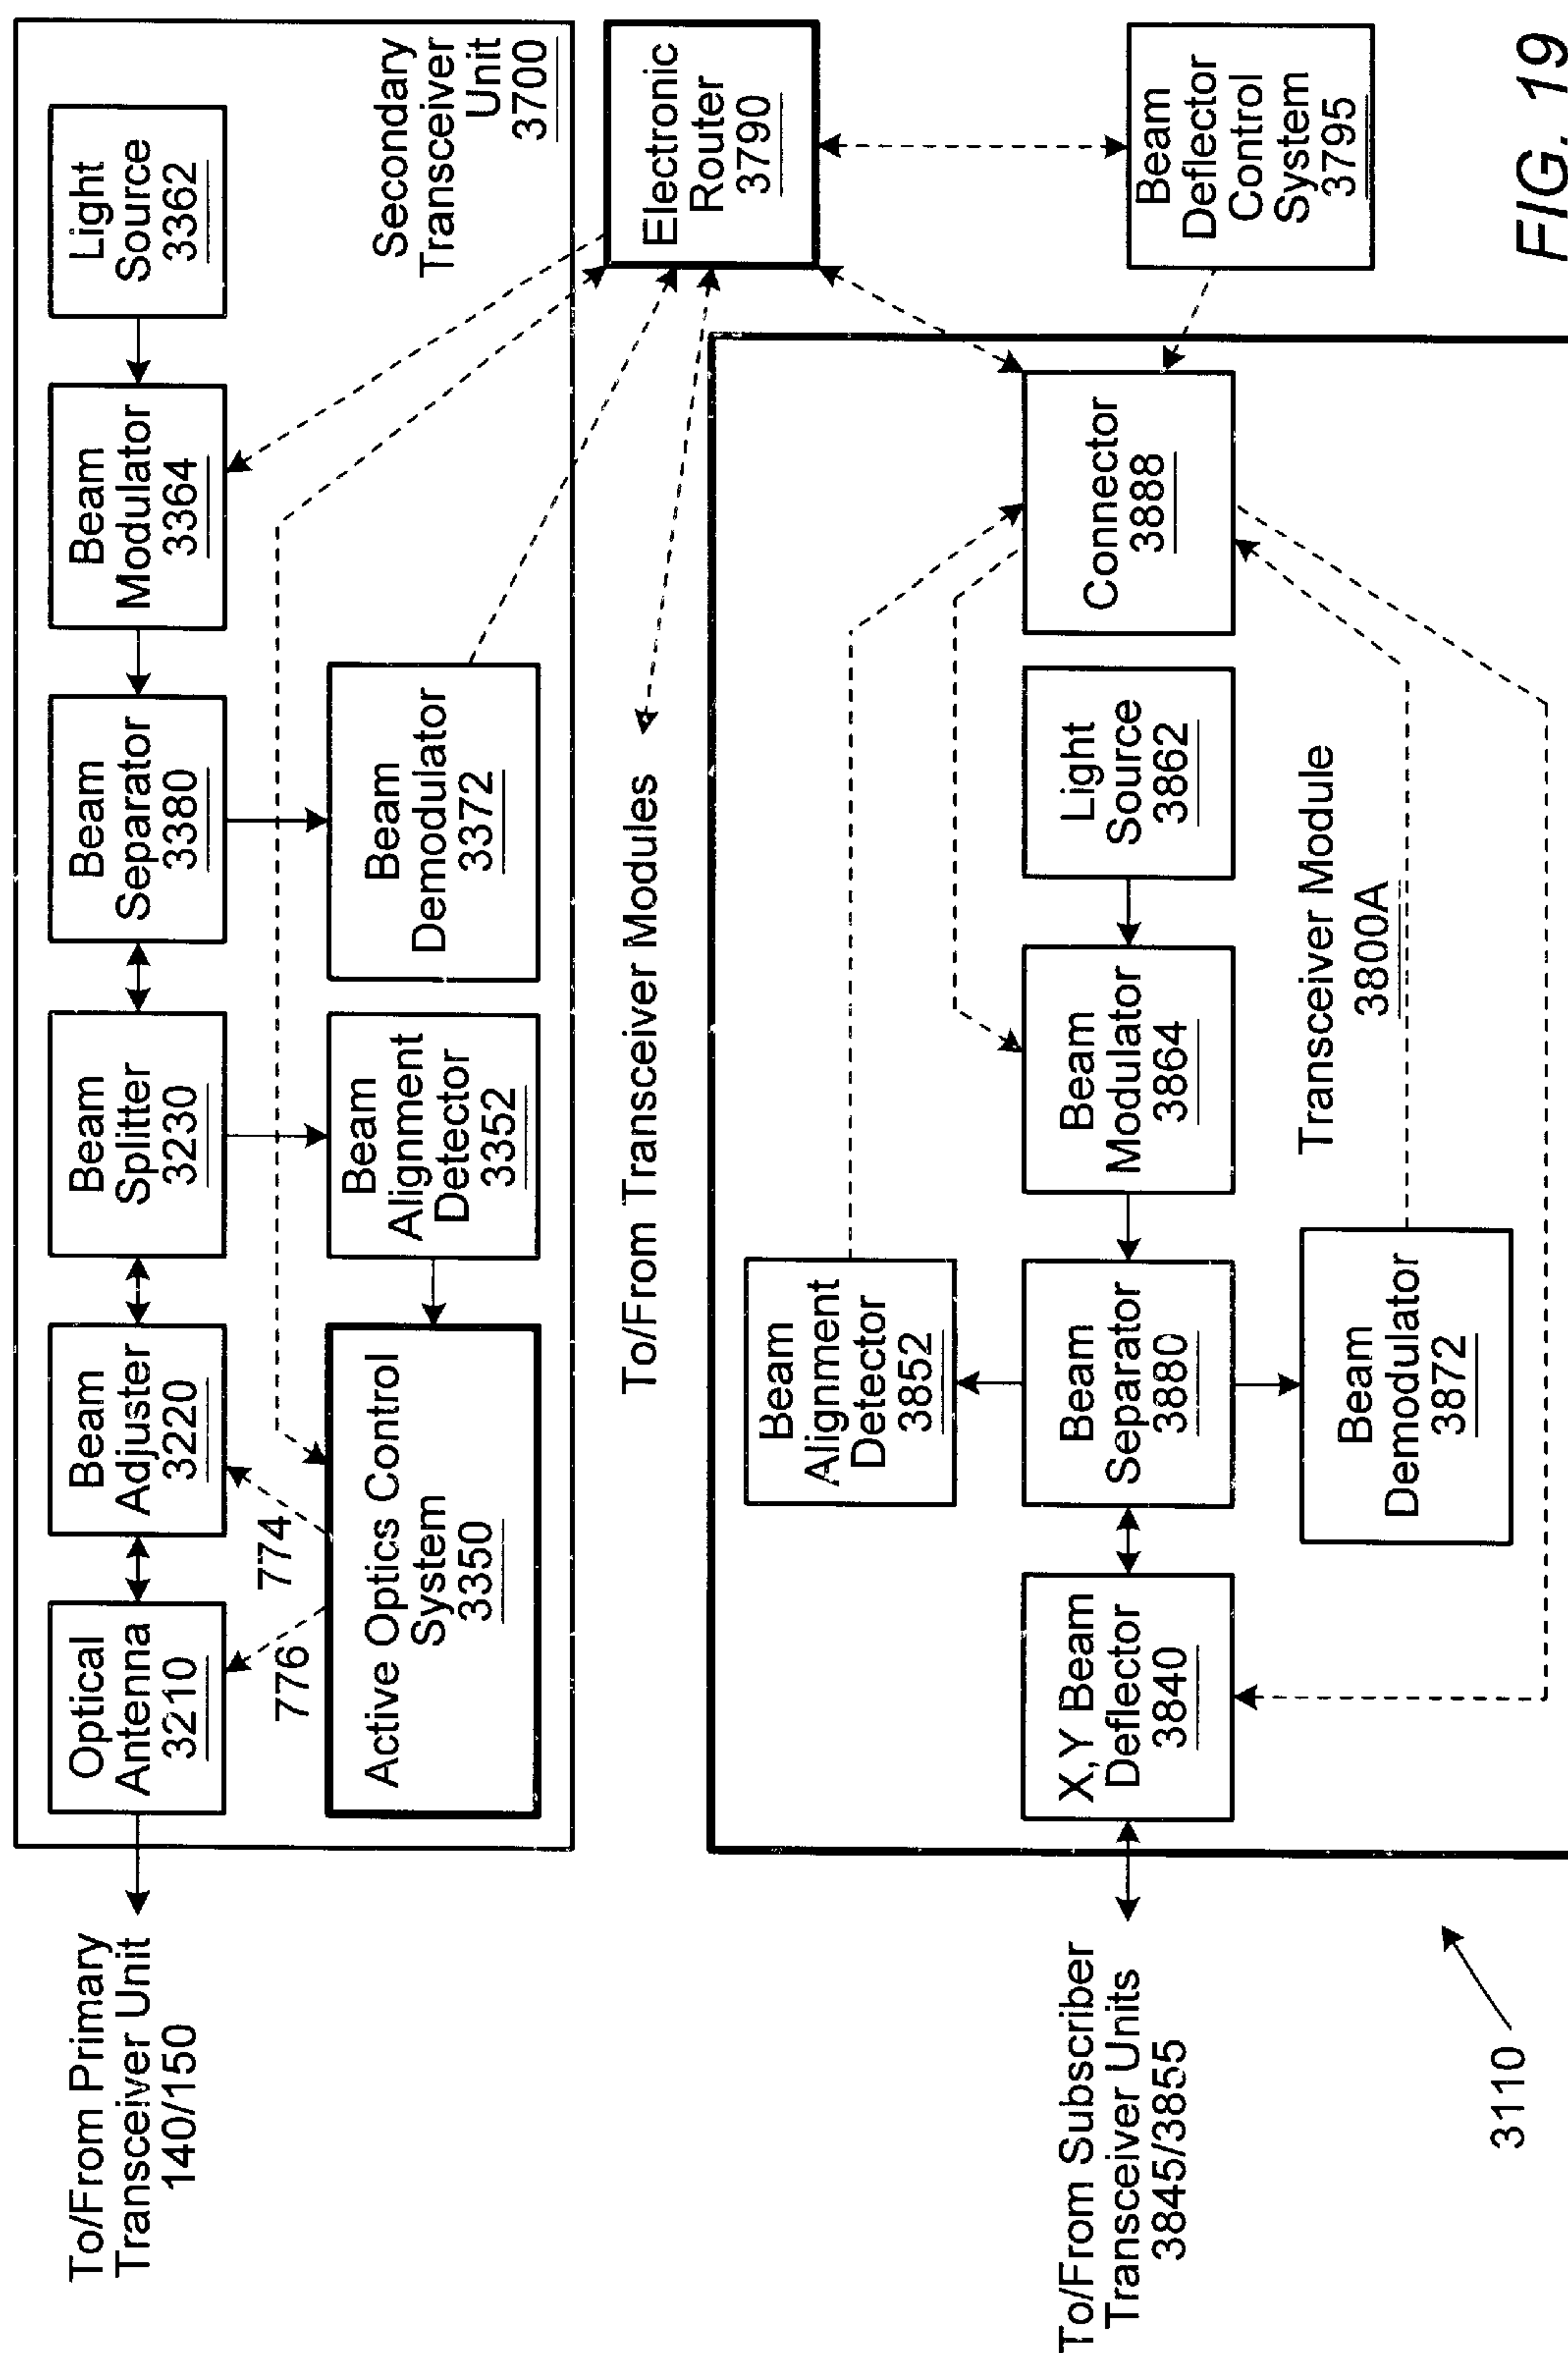 To/From Primary
Transceiver Unit
140/150
Optical
Antenna
3210
Beam
Adjuster
3220
Beam
Splitter
3230
Beam
Separator
3380
Beam
Modulator
3364
Light
Source
3362
776
774
Active Optics Control
System
3350
Beam
Alignment
Detector
3352
Beam
Demodulator
3372
Secondary
Transceiver
Unit
3700
To/From Transceiver Modules
Electronic
Router
3790
Beam
Alignment
Detector
3852
To/From Subscriber
Transceiver Units
3845/3855
X,Y Beam
Deflector
3840
Beam
Separator
3880
Beam
Modulator
3864
Light
Source
3862
Connector
3888
Beam
Deflector
Control
System
3795
Beam
Demodulator
3872
Transceiver Module
3800A
3110
FIG. 19